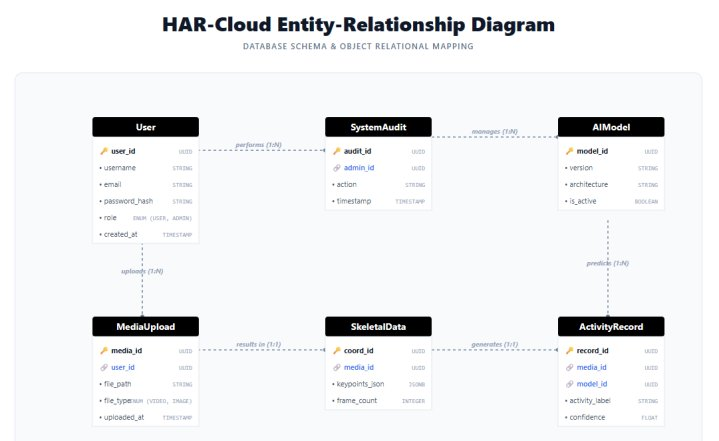 HAR-Cloud Entity-Relationship Diagram
DATABASE SCHEMA & OBJECT RELATIONAL MAPPING
User
user_id UUID
username STRING
email STRING
password_hash STRING
role ENUM (USER, ADMIN)
created_at TIMESTAMP
performs (1:N)
SystemAudit
audit_id UUID
admin_id UUID
action STRING
timestamp TIMESTAMP
manages (1:N)
AIModel
model_id UUID
version STRING
architecture STRING
is_active BOOLEAN
uploads (1:N)
predicts (1:N)
MediaUpload
media_id UUID
user_id UUID
file_path STRING
file_type ENUM (VIDEO, IMAGE)
uploaded_at TIMESTAMP
results in (1:1)
SkeletalData
coord_id UUID
media_id UUID
keypoints_json JSONB
frame_count INTEGER
generates (1:1)
ActivityRecord
record_id UUID
media_id UUID
model_id UUID
activity_label STRING
confidence FLOAT